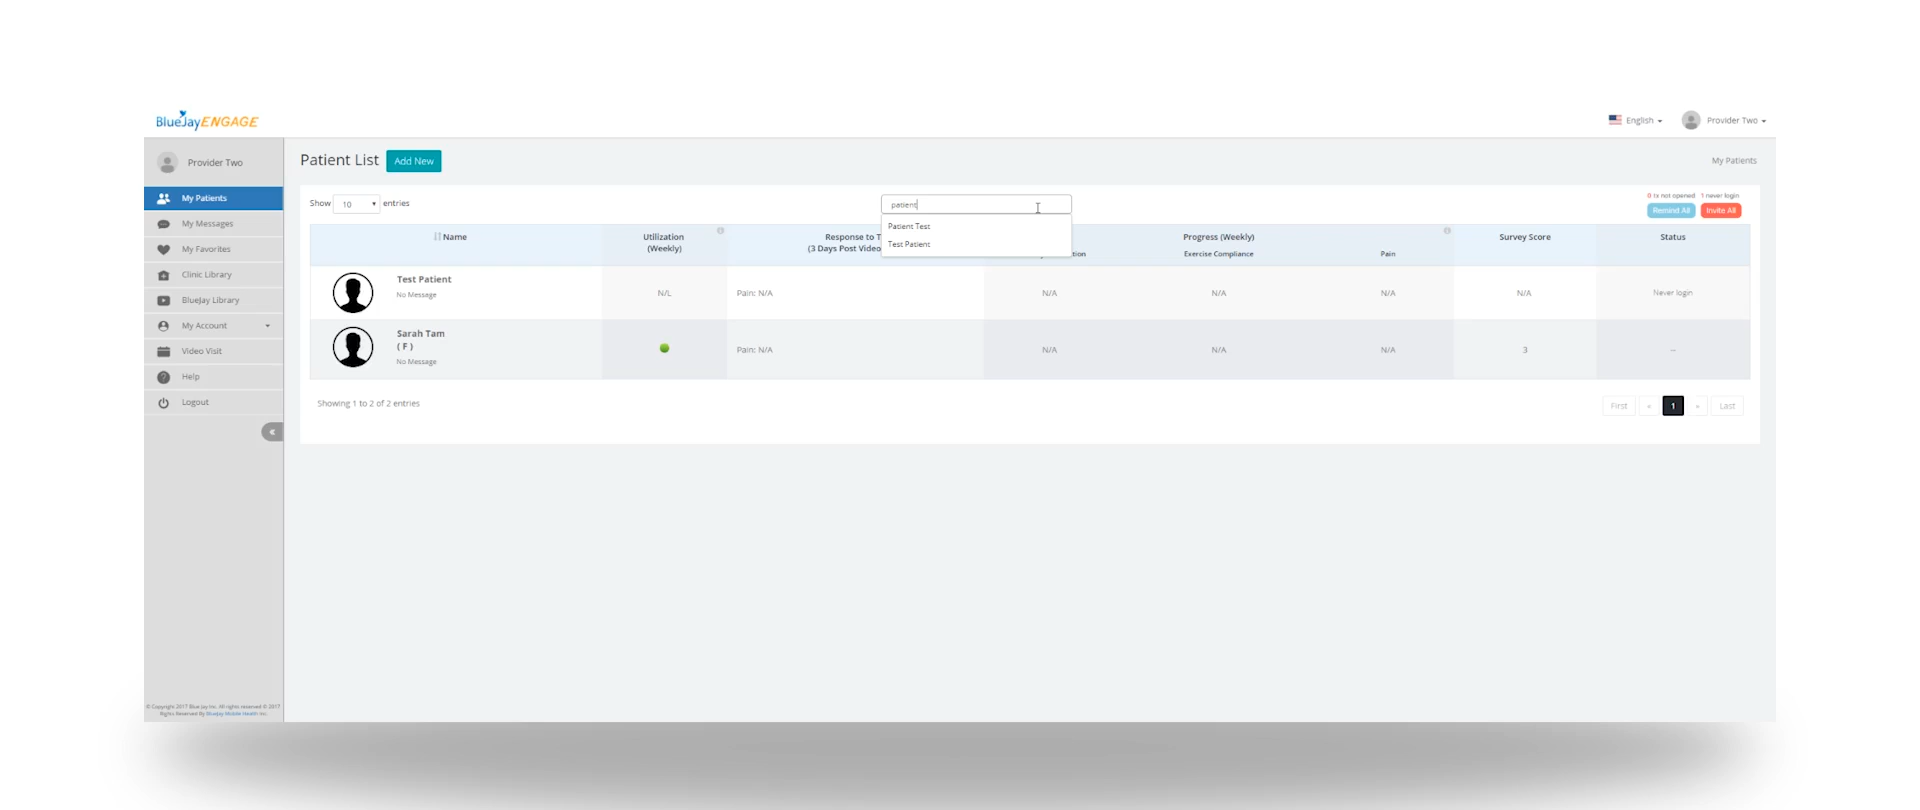 BlueJayENGAGE
English
Provider Two
Provider Two
My Patients
My Messages
My Favorites
Clinic Library
BlueJay Library
My Account
Video Visit
Help
Logout
Patient List
Add New
My Patients
Show 10 entries
patient
Patient Test
Test Patient
0 is not opened 1 never login
Remind All
Invite All
Name
Utilization
(Weekly)
Response to T
(3 Days Post Video
Progress (Weekly)
tion
Exercise Compliance
Pain
Survey Score
Status
Test Patient
No Message
N/L
Pain: N/A
N/A
N/A
N/A
N/A
Never login
Sarah Tam
( F )
No Message
Pain: N/A
N/A
N/A
N/A
3
--
Showing 1 to 2 of 2 entries
First « 1 » Last
© Copyright 2017 Blue Jay Inc. All rights reserved © 2017
Rights Reserved By BlueJay Mobile Health Inc.